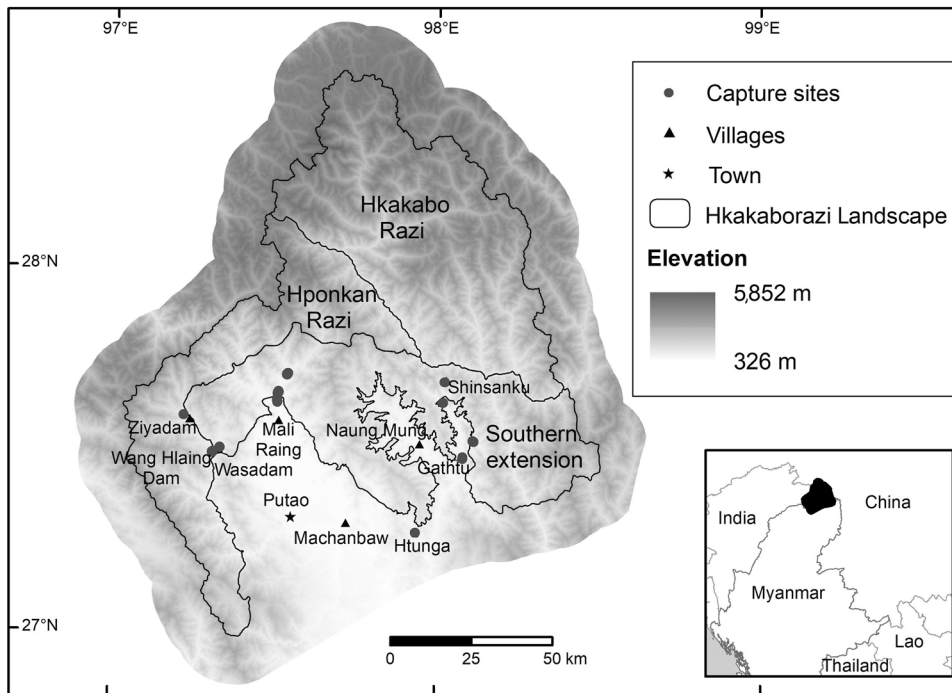 97°E
98°E
99°E
Capture sites
Villages
Town
Hkakaborazi Landscape
Elevation
5,852 m
326 m
28°N
27°N
Hkakabo
Razi
Hponkan
Razi
Shinsanku
Ziyadam
Mali
Raing
Naung Mung
Southern
extension
Wang Hlaing
Dam
Wasadam
Gathtu
Putao
Machanbaw
Htunga
0
25
50 km
India
China
Myanmar
Lao
Thailand